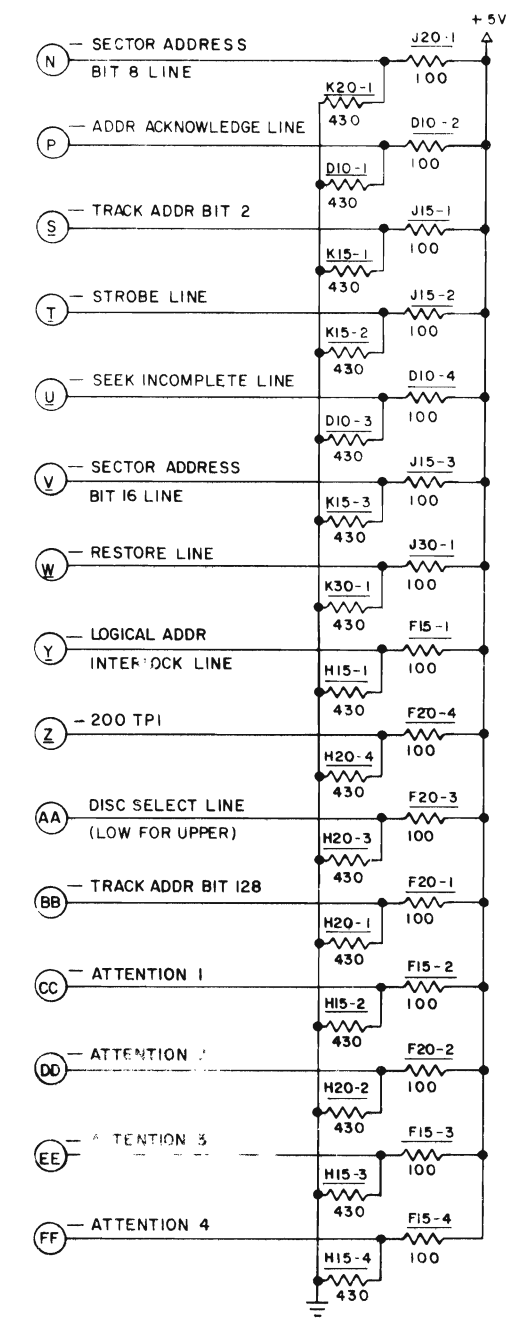 +5V
N – SECTOR ADDRESS J20-1
BIT 8 LINE 100
K20-1
430
P – ADDR ACKNOWLEDGE LINE D10-2
100
D10-1
430
S – TRACK ADDR BIT 2 J15-1
100
K15-1
430
T – STROBE LINE J15-2
100
K15-2
430
U – SEEK INCOMPLETE LINE D10-4
100
D10-3
430
V – SECTOR ADDRESS J15-3
BIT 16 LINE 100
K15-3
430
W – RESTORE LINE J30-1
100
K30-1
430
Y – LOGICAL ADDR F15-1
LINE 100
H15-1
430
Z – 200 TPI F20-4
100
H20-4
430
AA DISC SELECT LINE F20-3
(LOW FOR UPPER) 100
H20-3
430
BB – TRACK ADDR BIT 128 F20-1
100
H20-1
430
CC – ATTENTION 1 F15-2
100
H15-2
430
DD – ATTENTION F20-2
100
H20-2
430
EE – 3 F15-3
100
H15-3
430
FF – ATTENTION 4 F15-4
100
H15-4
430